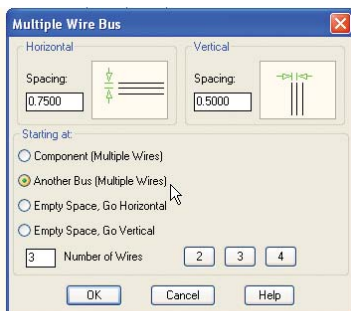 Multiple Wire Bus
Horizontal
Vertical
Spacing:
Spacing:
0.7500
0.5000
Starting at:
Component (Multiple Wires)
Another Bus (Multiple Wires)
Empty Space, Go Horizontal
Empty Space, Go Vertical
3 Number of Wires 2 3 4
OK Cancel Help